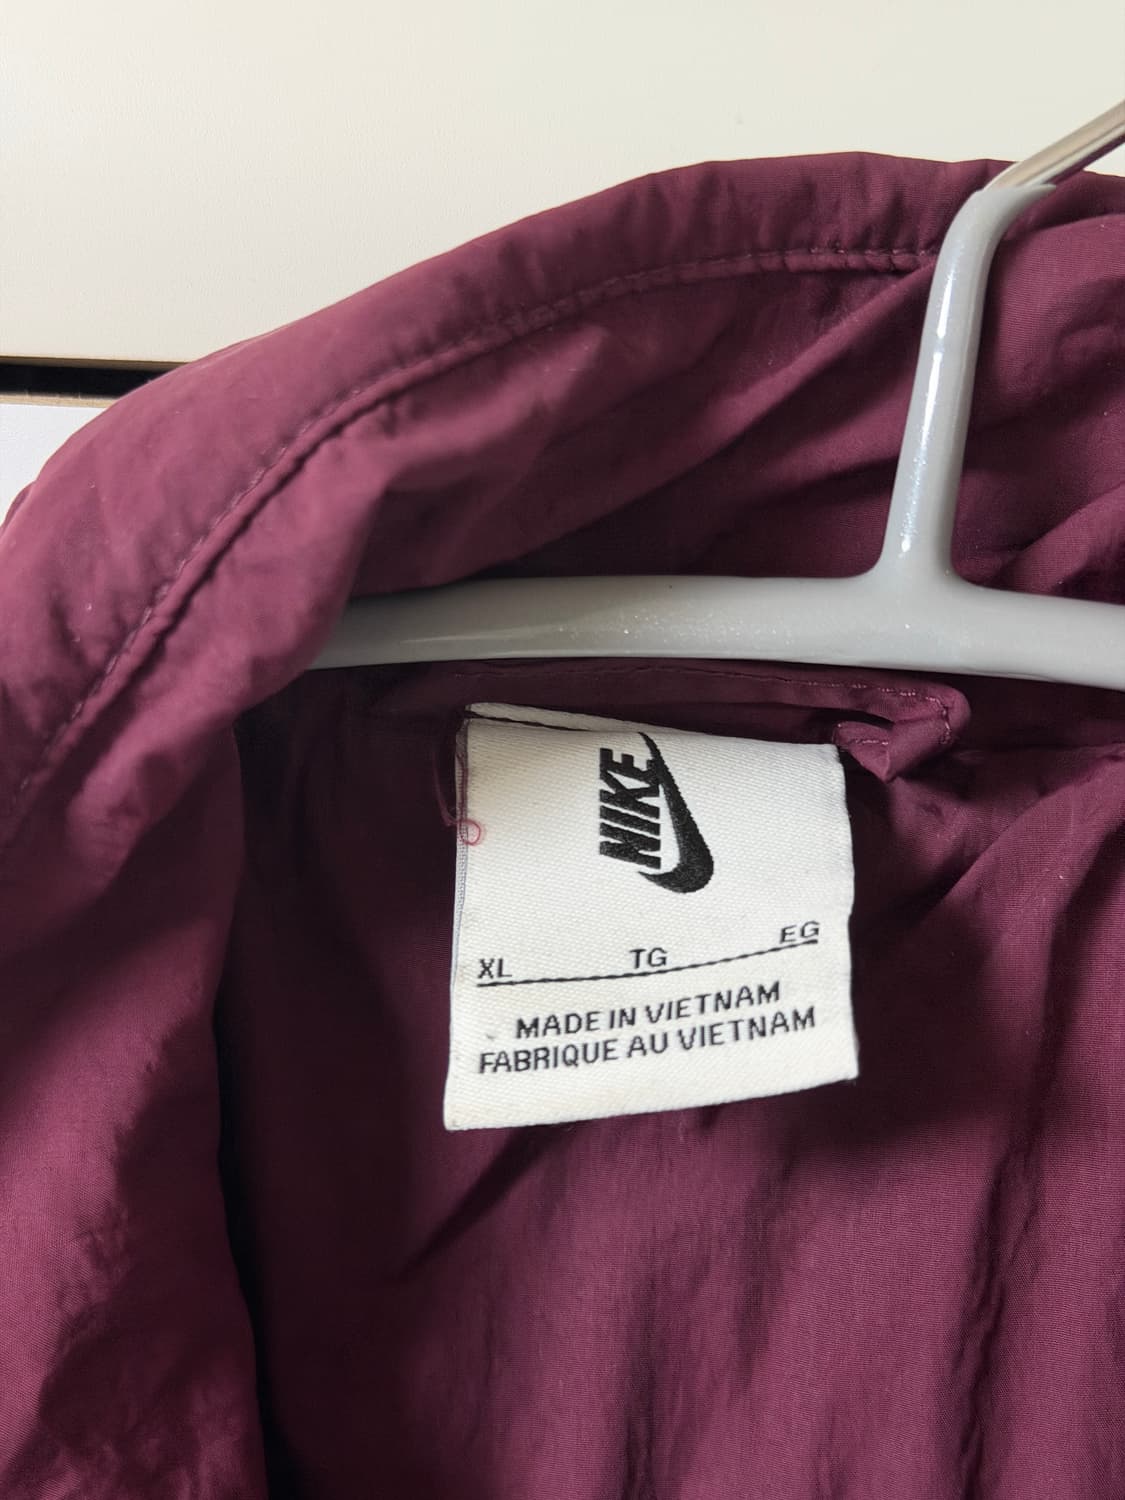 NIKE
XL TG EG
MADE IN VIETNAM
FABRIQUE AU VIETNAM